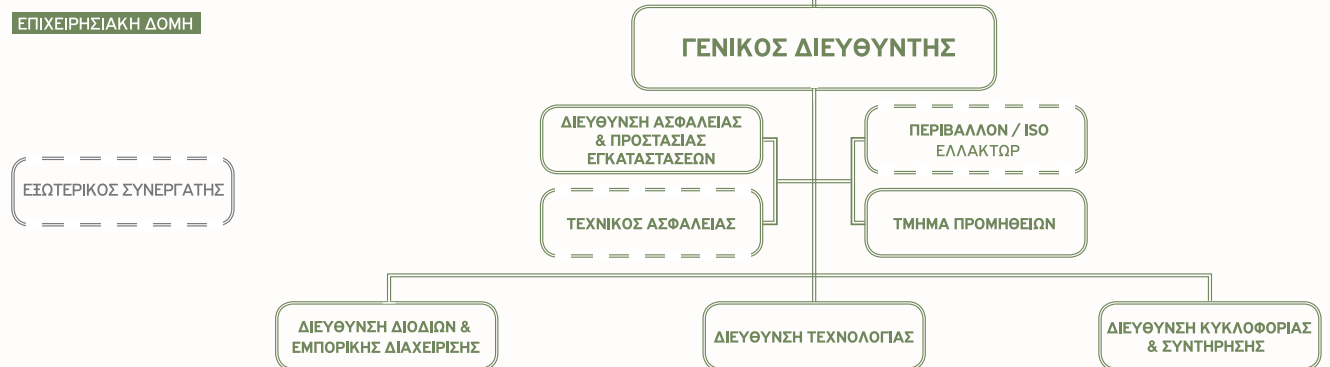 ΕΠΙΧΕΙΡΗΣΙΑΚΗ ΔΟΜΗ
ΓΕΝΙΚΟΣ ΔΙΕΥΘΥΝΤΗΣ
ΔΙΕΥΘΥΝΣΗ ΑΣΦΑΛΕΙΑΣ
& ΠΡΟΣΤΑΣΙΑΣ
ΕΓΚΑΤΑΣΤΑΣΕΩΝ
ΠΕΡΙΒΑΛΛΟΝ / ISO
ΕΛΛΑΚΤΩΡ
ΕΞΩΤΕΡΙΚΟΣ ΣΥΝΕΡΓΑΤΗΣ
ΤΕΧΝΙΚΟΣ ΑΣΦΑΛΕΙΑΣ
ΤΜΗΜΑ ΠΡΟΜΗΘΕΙΩΝ
ΔΙΕΥΘΥΝΣΗ ΔΙΟΔΙΩΝ &
ΕΜΠΟΡΙΚΗΣ ΔΙΑΧΕΙΡΙΣΗΣ
ΔΙΕΥΘΥΝΣΗ ΤΕΧΝΟΛΟΓΙΑΣ
ΔΙΕΥΘΥΝΣΗ ΚΥΚΛΟΦΟΡΙΑΣ
& ΣΥΝΤΗΡΗΣΗΣ